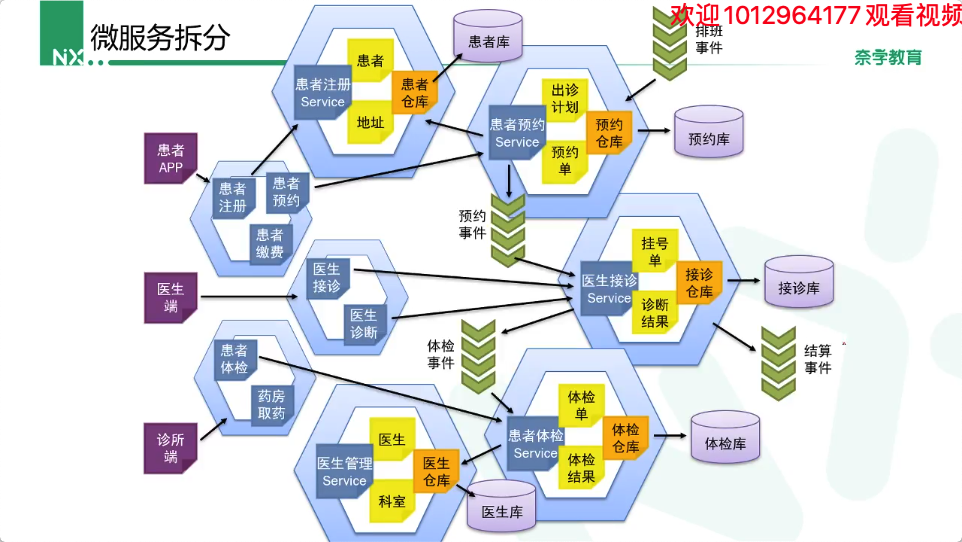 欢迎1012964177观看视频
NX
微服务拆分
奈学教育
排班
事件
患者
患者注册
Service
患者
仓库
地址
患者库
出诊
计划
患者预约
Service
预约
仓库
预约
单
预约库
患者
APP
患者
注册
患者
预约
患者
缴费
预约
事件
挂号
单
医生接诊
Service
接诊
仓库
诊断
结果
接诊库
医生
端
医生
接诊
医生
诊断
体检
事件
结算
事件
患者
体检
药房
取药
诊所
端
体检
单
患者体检
Service
体检
仓库
体检
结果
体检库
医生
医生管理
Service
医生
仓库
科室
医生库